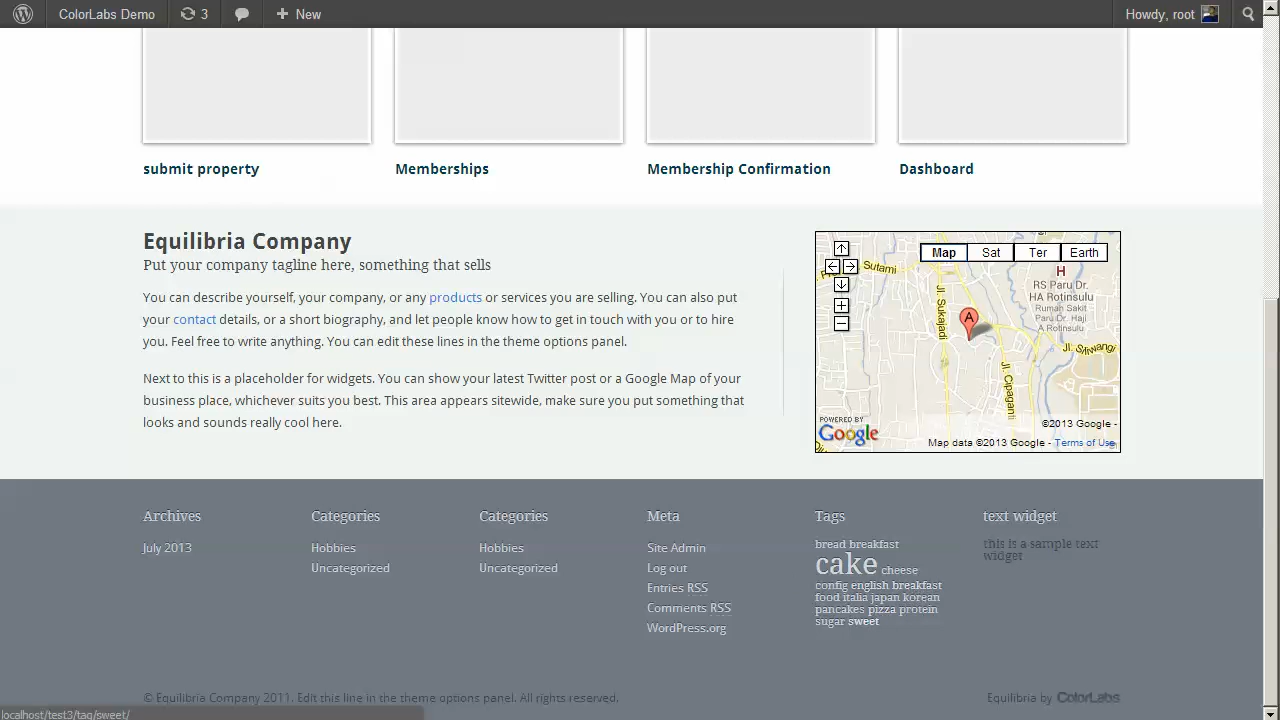 ColorLabs Demo 3 New Howdy, root
submit property Memberships Membership Confirmation Dashboard
Equilibria Company
Put your company tagline here, something that sells
You can describe yourself, your company, or any products or services you are selling. You can also put
your contact details, or a short biography, and let people know how to get in touch with you or to hire
you. Feel free to write anything. You can edit these lines in the theme options panel.
Next to this is a placeholder for widgets. You can show your latest Twitter post or a Google Map of your
business place, whichever suits you best. This area appears sitewide, make sure you put something that
looks and sounds really cool here.
Map Sat Ter Earth
Sutami
H
RS Paru Dr.
HA Rotinsulu
Rumah Sakit
Paru Dr. Haji
A Rotinsulu
Jl. Sukajadi
A
Jl. Cipaganti
POWERED BY
Google
©2013 Google -
Map data ©2013 Google - Terms of Use
Archives
July 2013
Categories
Hobbies
Uncategorized
Categories
Hobbies
Uncategorized
Meta
Site Admin
Log out
Entries RSS
Comments RSS
WordPress.org
Tags
bread breakfast
cake cheese
config english breakfast
food italia japan korean
pancakes pizza protein
sugar sweet
text widget
this is a sample text
widget
© Equilibria Company 2011. Edit this line in the theme options panel. All rights reserved.
Equilibria by ColorLabs
localhost/test3/tag/sweet/